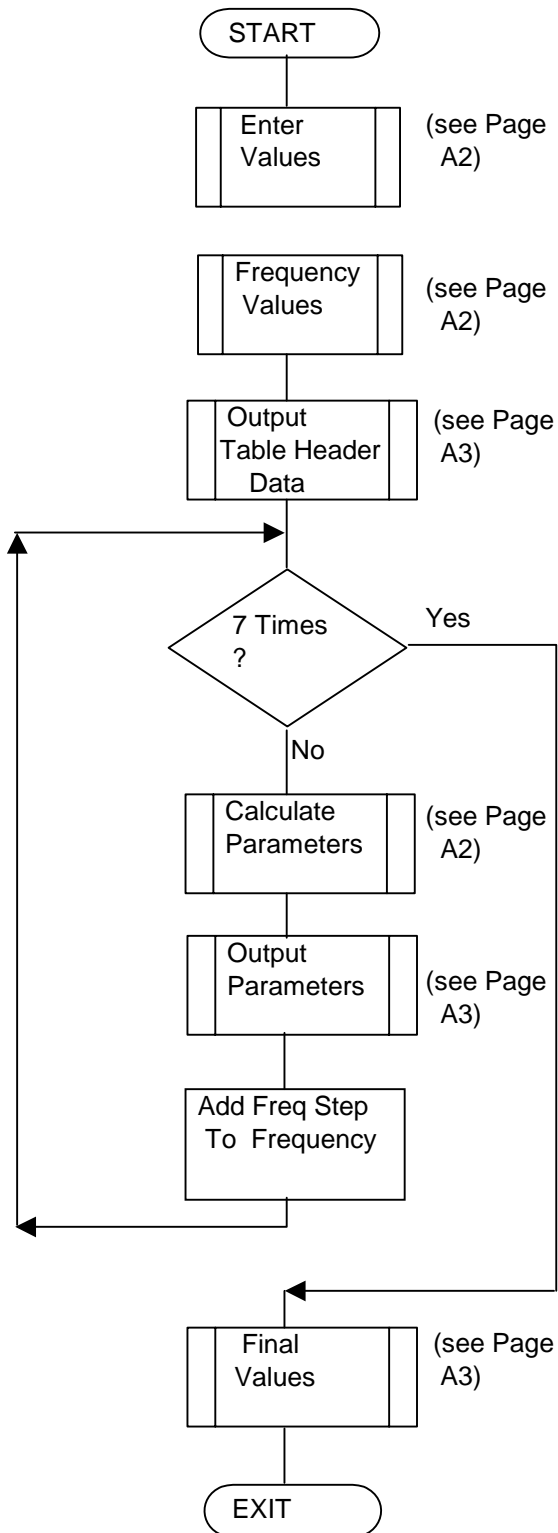 START
Enter
Values
(see Page
A2)
Frequency
Values
(see Page
A2)
Output
Table Header
Data
(see Page
A3)
7 Times
?
Yes
No
Calculate
Parameters
(see Page
A2)
Output
Parameters
(see Page
A3)
Add Freq Step
To Frequency
Final
Values
(see Page
A3)
EXIT